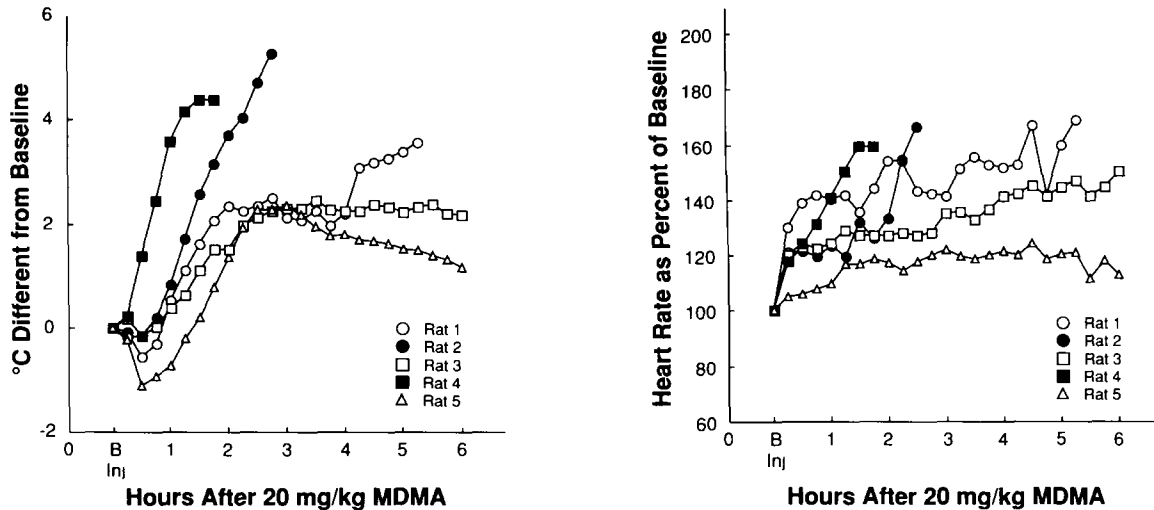 6
4
2
0
-2
°C Different from Baseline
Rat 1
Rat 2
Rat 3
Rat 4
Rat 5
0 B 1 2 3 4 5 6
Inj
Hours After 20 mg/kg MDMA
200
180
160
140
120
100
80
60
Heart Rate as Percent of Baseline
Rat 1
Rat 2
Rat 3
Rat 4
Rat 5
0 B 1 2 3 4 5 6
Inj
Hours After 20 mg/kg MDMA